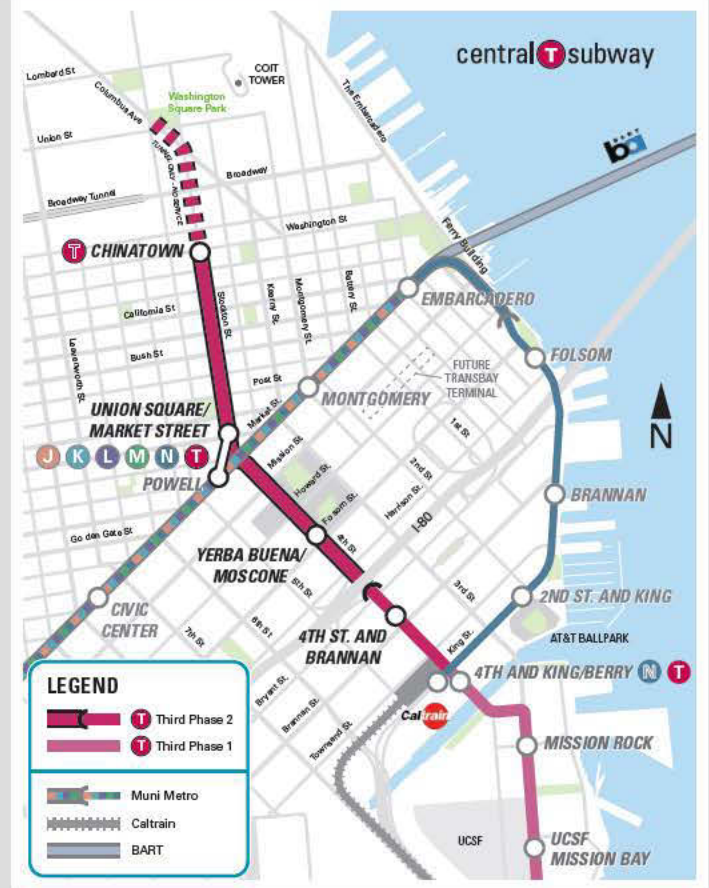 central T subway
Lombard St
Columbus Ave
COIT
TOWER
Washington
Square Park
The Embarcadero
Union St
TUNNEL ONLY - NO SERVICE
BART
ba
Broadway
Broadway Tunnel
Washington St
Ferry Building
T CHINATOWN
EMBARCADERO
California St
Stockton St
Kearny St.
Montgomery St.
Battery St.
Leavenworth St
Bush St
FOLSOM
Post St
FUTURE
TRANSBAY
TERMINAL
MONTGOMERY
UNION SQUARE/
MARKET STREET
Market St.
1st St
N
J K L M N T
Mission St
POWELL
2nd St
Howard St.
Harrison St.
BRANNAN
Folsom St.
I-80
Go den Gate St
YERBA BUENA/
MOSCONE
4th St
5th St
3rd St
2ND ST. AND KING
CIVIC
CENTER
6th St
7th St
4TH ST. AND
BRANNAN
King St.
AT&T BALLPARK
4TH AND KING/BERRY N T
Bryant St.
Brannan St.
Townsend St
Caltrain
MISSION ROCK
UCSF
UCSF
MISSION BAY
LEGEND
T Third Phase 2
T Third Phase 1
Muni Metro
Caltrain
BART